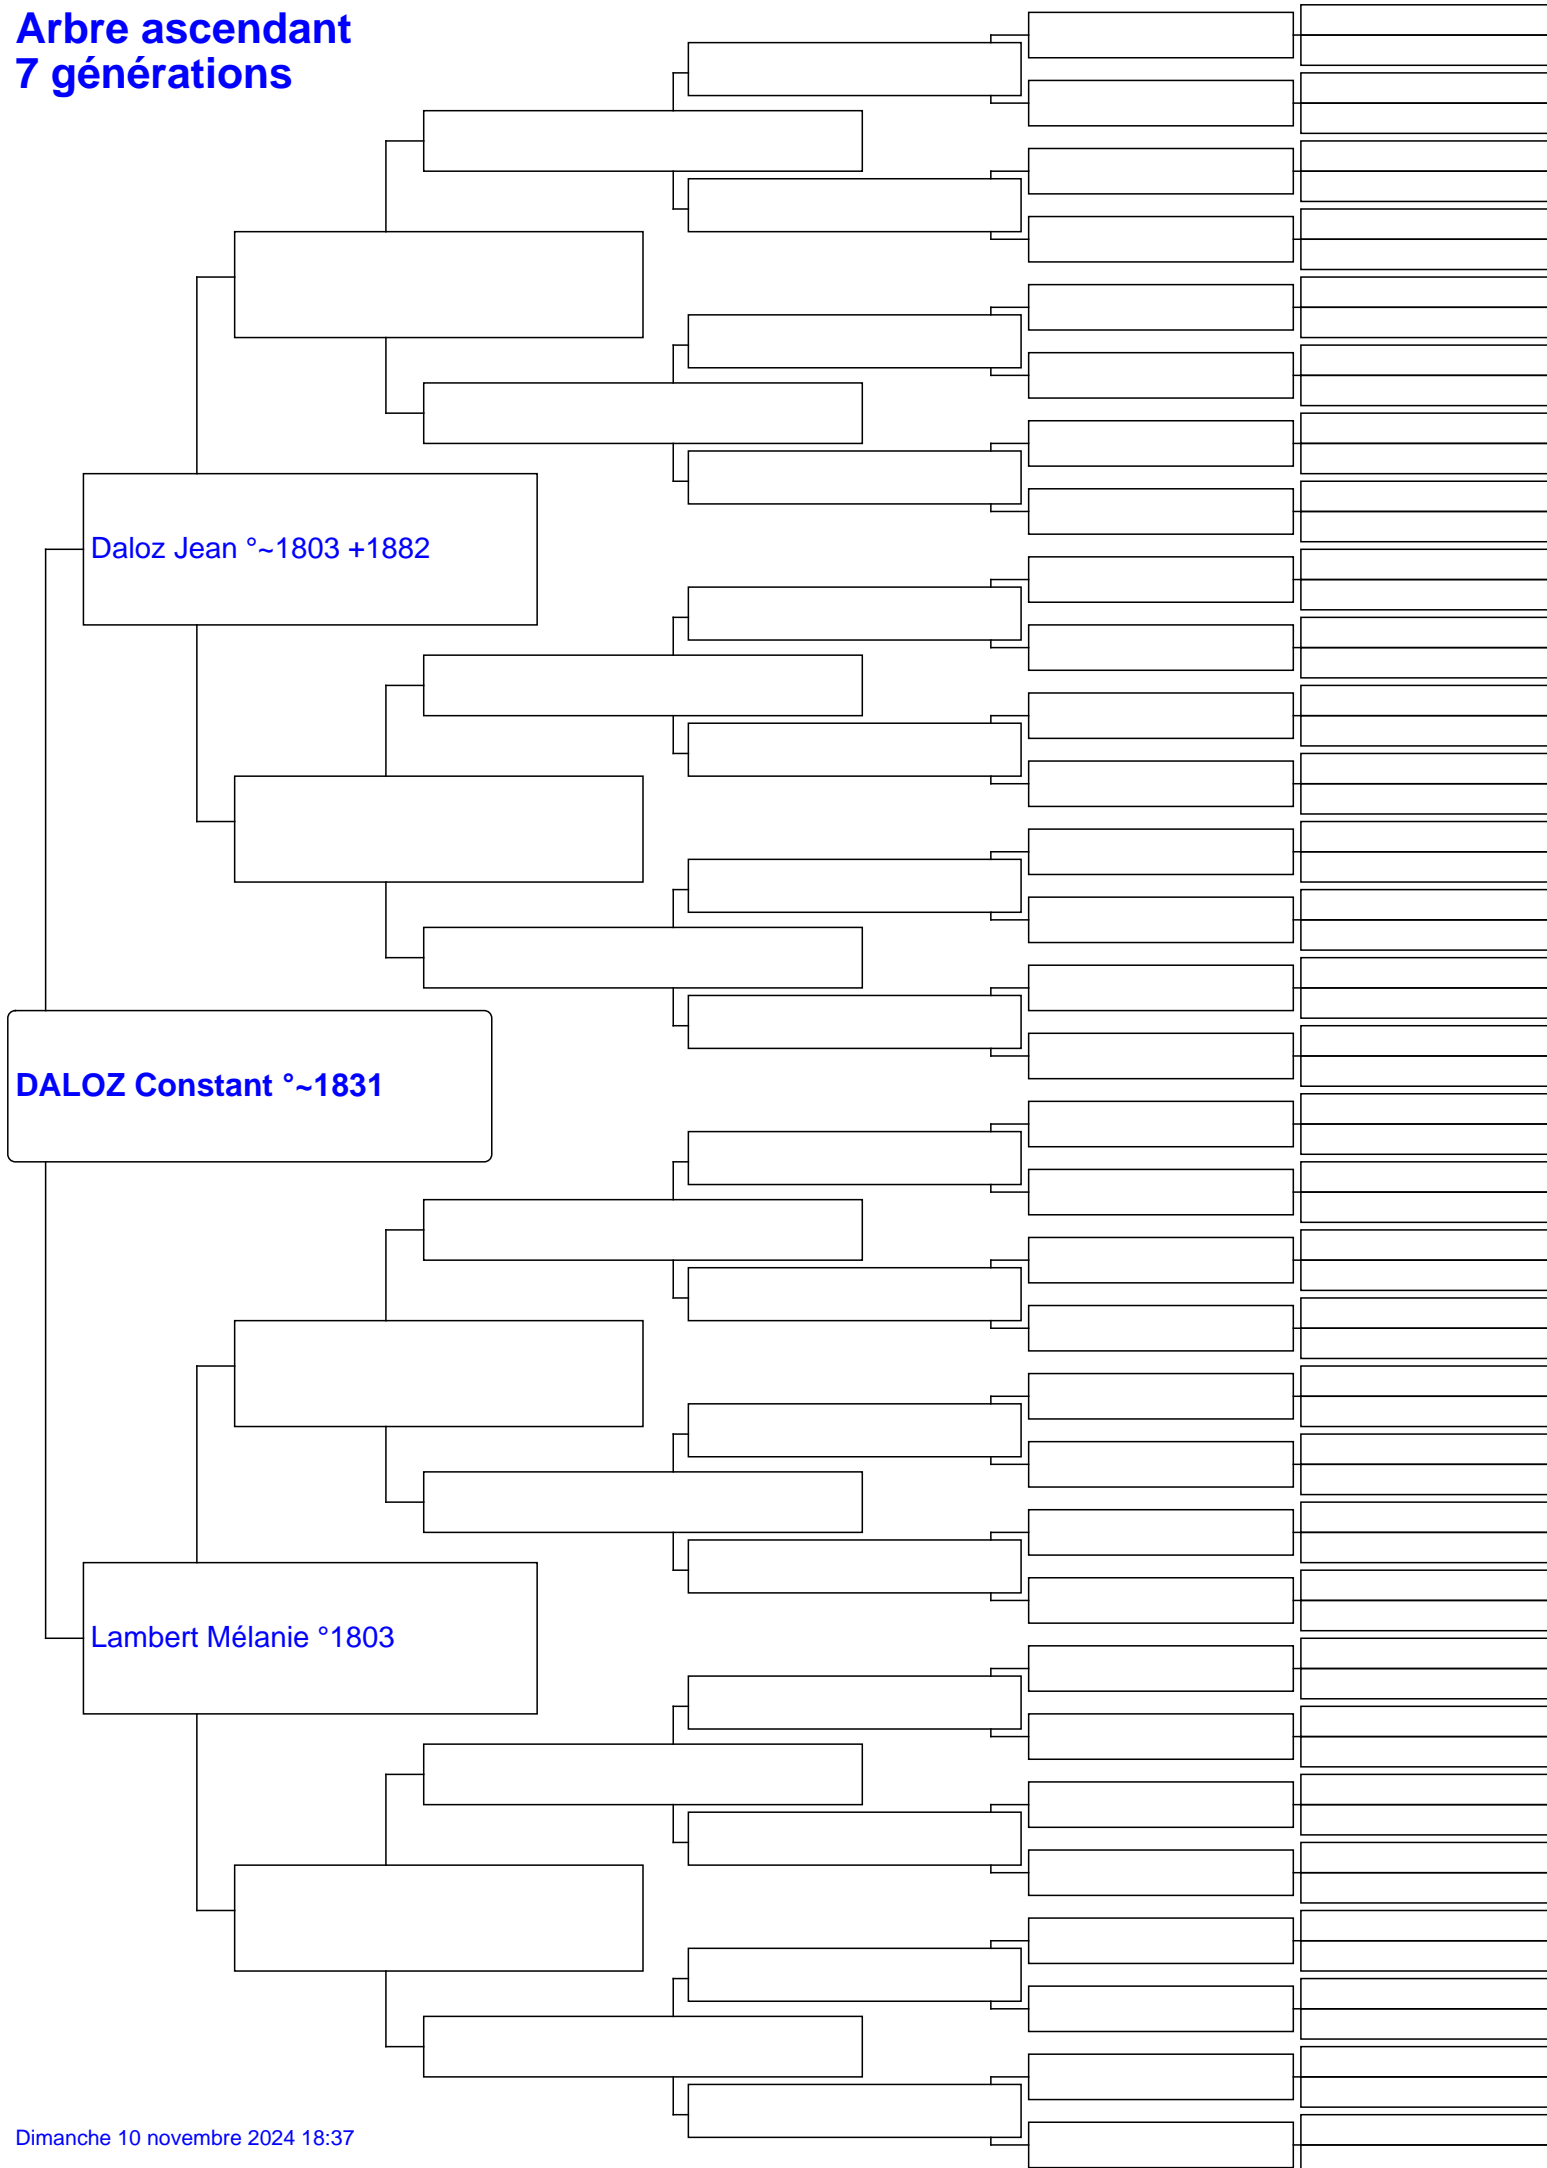 Arbre ascendant
7 générations
Daloz Jean °~1803 +1882
DALOZ Constant °~1831
Lambert Mélanie °1803
Dimanche 10 novembre 2024 18:37